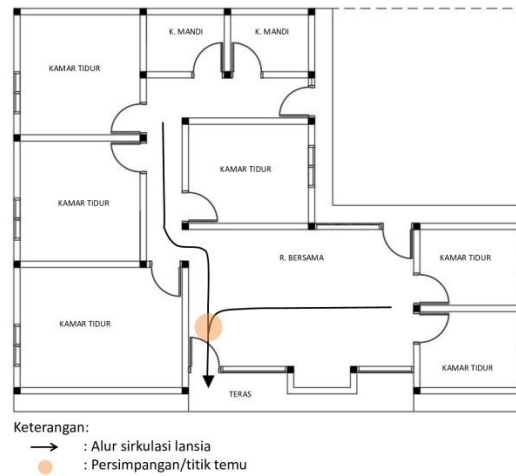 K. MANDI
K. MANDI
KAMAR TIDUR
KAMAR TIDUR
KAMAR TIDUR
R. BERSAMA
KAMAR TIDUR
KAMAR TIDUR
KAMAR TIDUR
TERAS
Keterangan:
: Alur sirkulasi lansia
: Persimpangan/titik temu